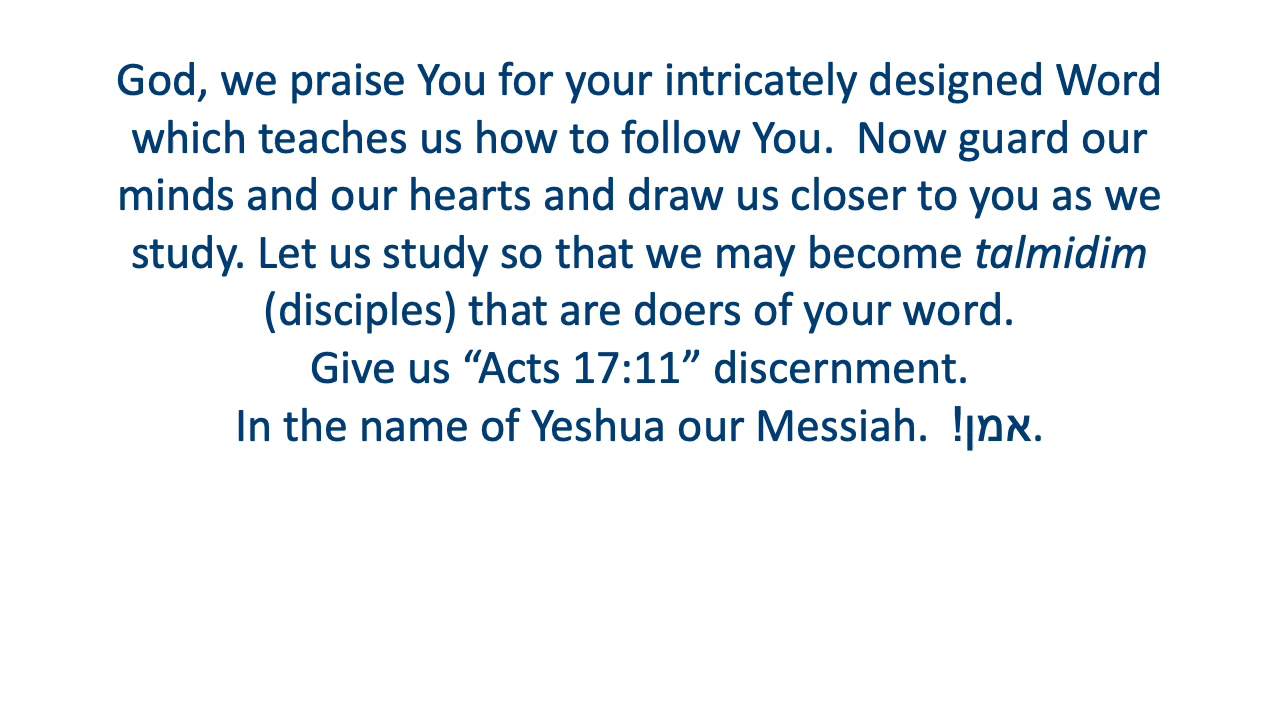 God, we praise You for your intricately designed Word
which teaches us how to follow You.  Now guard our
minds and our hearts and draw us closer to you as we
study. Let us study so that we may become talmidim
(disciples) that are doers of your word.
Give us “Acts 17:11” discernment.
In the name of Yeshua our Messiah.  אמן!.